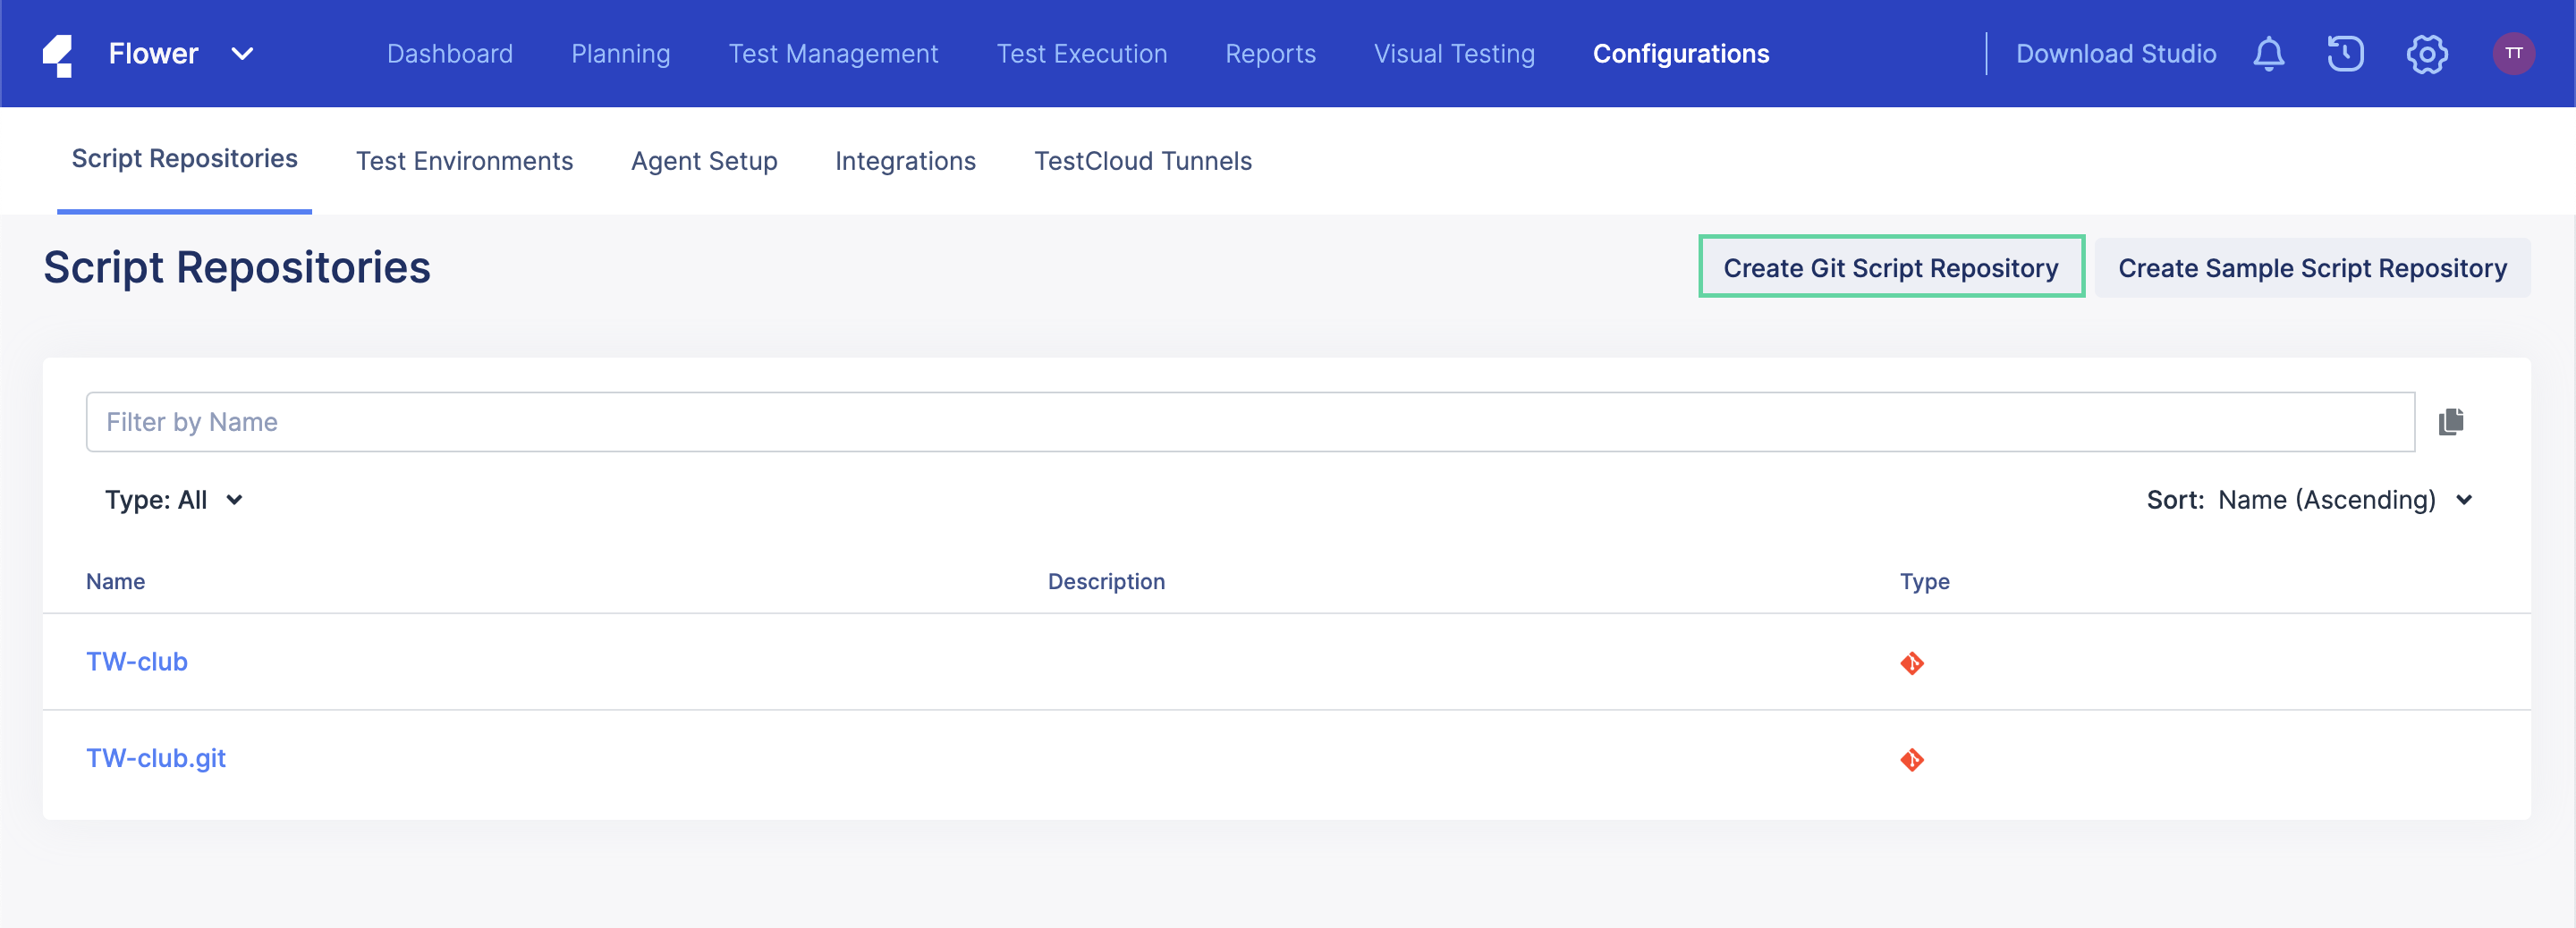 Flower Dashboard Planning Test Management Test Execution Reports Visual Testing Configurations Download Studio TT
Script Repositories Test Environments Agent Setup Integrations TestCloud Tunnels
Script Repositories Create Git Script Repository Create Sample Script Repository
Filter by Name
Type: All Sort: Name (Ascending)
Name Description Type
TW-club
TW-club.git